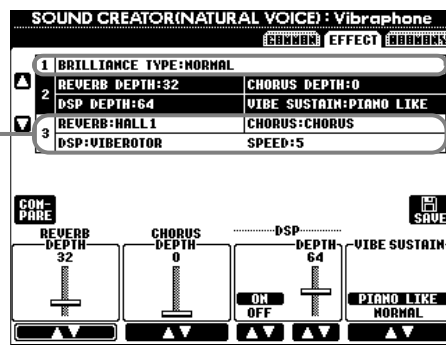 SOUND CREATOR(NATURAL VOICE) : Vibraphone
COMMON EFFECT HARMONY
1 BRILLIANCE TYPE:NORMAL
2 REVERB DEPTH:32 CHORUS DEPTH:0
DSP DEPTH:64 VIBE SUSTAIN:PIANO LIKE
3 REVERB:HALL1 CHORUS:CHORUS
DSP:VIBEROTOR SPEED:5
COM-
PARE
SAVE
REVERB CHORUS DSP
DEPTH DEPTH DEPTH VIBE SUSTAIN
32 0 64
ON PIANO LIKE
OFF NORMAL